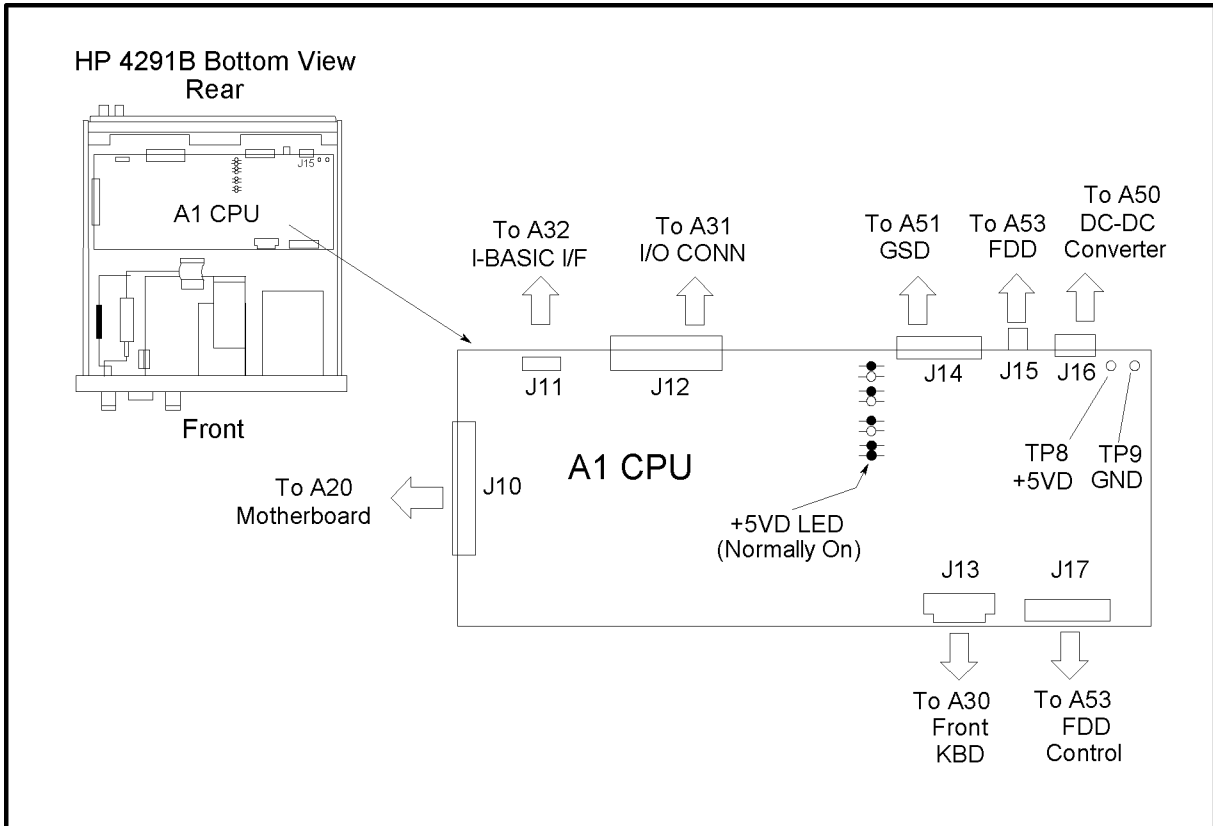 HP 4291B Bottom View
Rear
J15
A1 CPU
Front
To A32
I-BASIC I/F
To A31
I/O CONN
To A51
GSD
To A53
FDD
To A50
DC-DC
Converter
J11
J12
J14
J15
J16
TP8
+5VD
TP9
GND
J10
A1 CPU
To A20
Motherboard
+5VD LED
(Normally On)
J13
J17
To A30
Front
KBD
To A53
FDD
Control